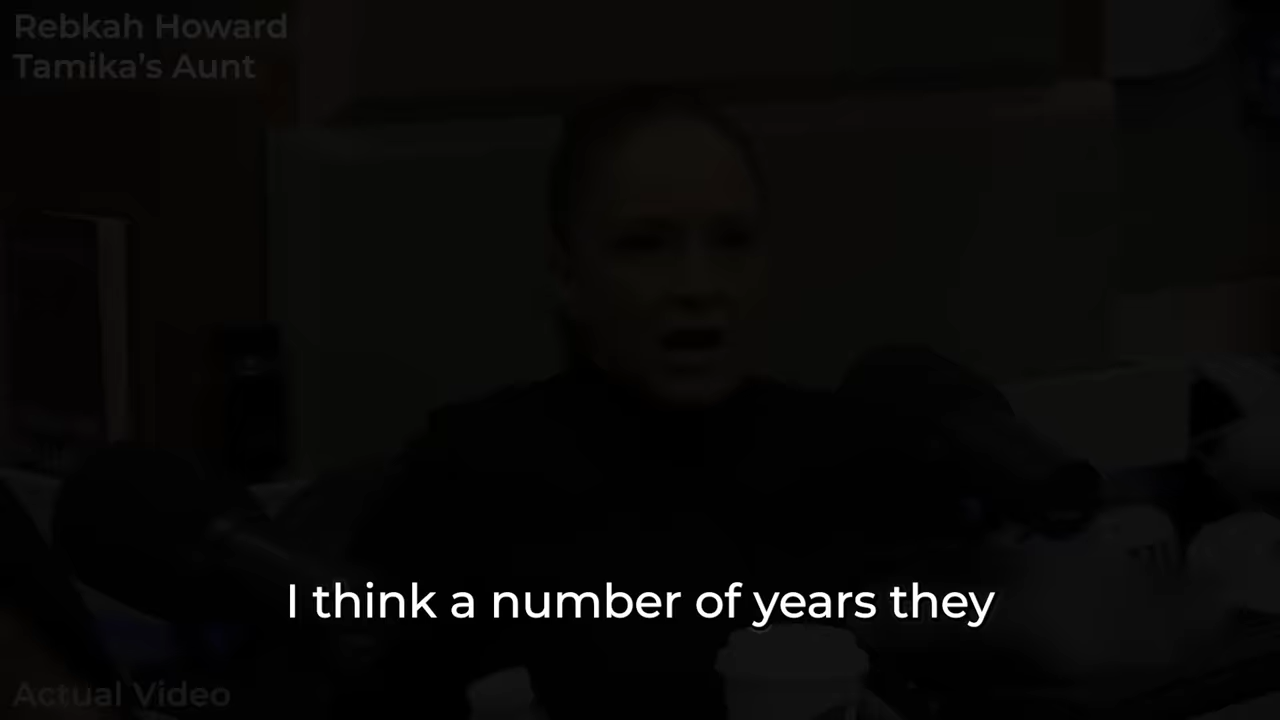 Rebkah Howard
Tamika's Aunt
I think a number of years they
Actual Video